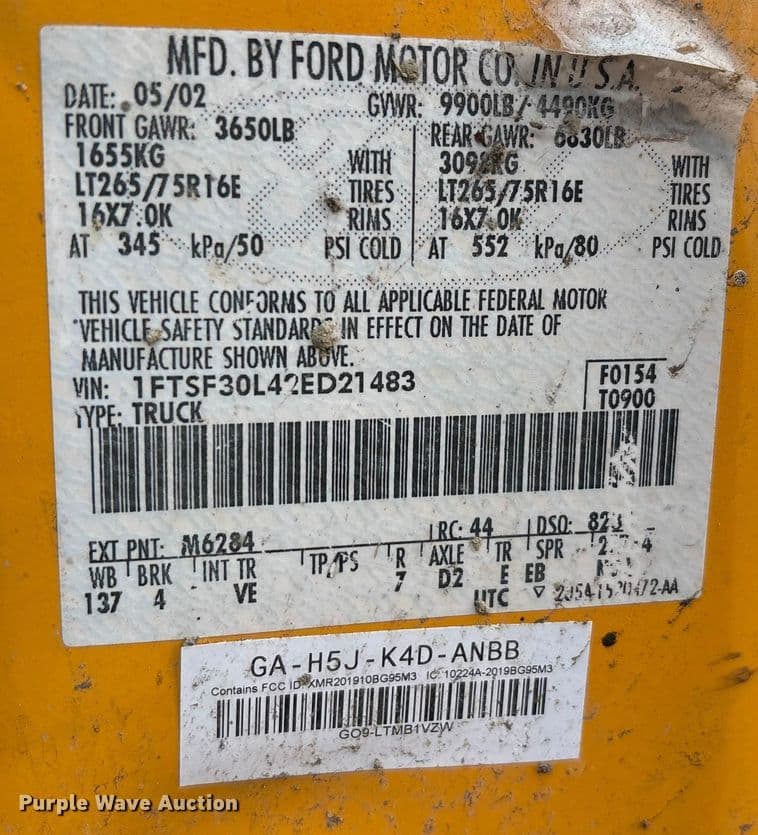 MFD. BY FORD MOTOR CO. IN U.S.A.
DATE: 05/02 GVWR: 9900LB/ 4490KG
FRONT GAWR: 3650LB REAR GAWR: 6830LB
1655KG WITH 3092KG WITH
LT265/75R16E TIRES LT265/75R16E TIRES
16X7.0K RIMS 16X7.0K RIMS
AT 345 kPa/50 PSI COLD AT 552 kPa/80 PSI COLD
THIS VEHICLE CONFORMS TO ALL APPLICABLE FEDERAL MOTOR
VEHICLE SAFETY STANDARDS IN EFFECT ON THE DATE OF
MANUFACTURE SHOWN ABOVE.
VIN: 1FTSF30L42ED21483 F0154
TYPE: TRUCK T0900
EXT PNT: M6284 RC: 44 DSO:
WB BRK INT TR TP/PS R AXLE TR SPR
137 4 VE 7 D2 E EB
UTC
GA-H5J-K4D-ANBB
Contains FCC ID: XMR201910BG95M3 IC: 10224A-2019BG95M3
GO9-LTMB1VZW
Purple Wave Auction